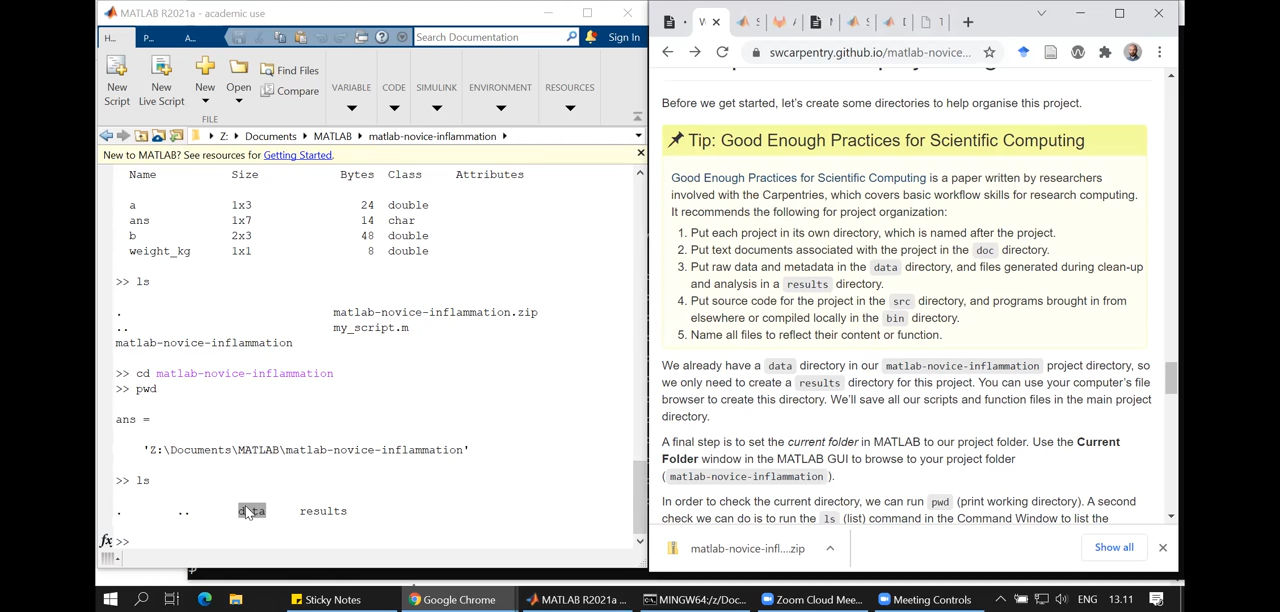 MATLAB R2021a - academic use
H... P... A... Search Documentation Sign In
New Script
New Live Script
New
Open
Find Files
Compare
VARIABLE CODE SIMULINK ENVIRONMENT RESOURCES
FILE
Z: Documents MATLAB matlab-novice-inflammation
New to MATLAB? See resources for Getting Started.
Name Size Bytes Class Attributes
a 1x3 24 double
ans 1x7 14 char
b 2x3 48 double
weight_kg 1x1 8 double
>> ls
. matlab-novice-inflammation.zip
.. my_script.m
matlab-novice-inflammation
>> cd matlab-novice-inflammation
>> pwd
ans =
'Z:\Documents\MATLAB\matlab-novice-inflammation'
>> ls
. .. data results
fx >>
swcarpentry.github.io/matlab-novice...
Before we get started, let's create some directories to help organise this project.
Tip: Good Enough Practices for Scientific Computing
Good Enough Practices for Scientific Computing is a paper written by researchers
involved with the Carpentries, which covers basic workflow skills for research computing.
It recommends the following for project organization:
1. Put each project in its own directory, which is named after the project.
2. Put text documents associated with the project in the doc directory.
3. Put raw data and metadata in the data directory, and files generated during clean-up
and analysis in a results directory.
4. Put source code for the project in the src directory, and programs brought in from
elsewhere or compiled locally in the bin directory.
5. Name all files to reflect their content or function.
We already have a data directory in our matlab-novice-inflammation project directory, so
we only need to create a results directory for this project. You can use your computer's file
browser to create this directory. We'll save all our scripts and function files in the main project
directory.
A final step is to set the current folder in MATLAB to our project folder. Use the Current
Folder window in the MATLAB GUI to browse to your project folder
(matlab-novice-inflammation).
In order to check the current directory, we can run pwd (print working directory). A second
check we can do is to run the ls (list) command in the Command Window to list the
matlab-novice-infl....zip Show all
Sticky Notes Google Chrome MATLAB R2021a ... MINGW64:/z/Doc... Zoom Cloud Mee... Meeting Controls ENG 13.11